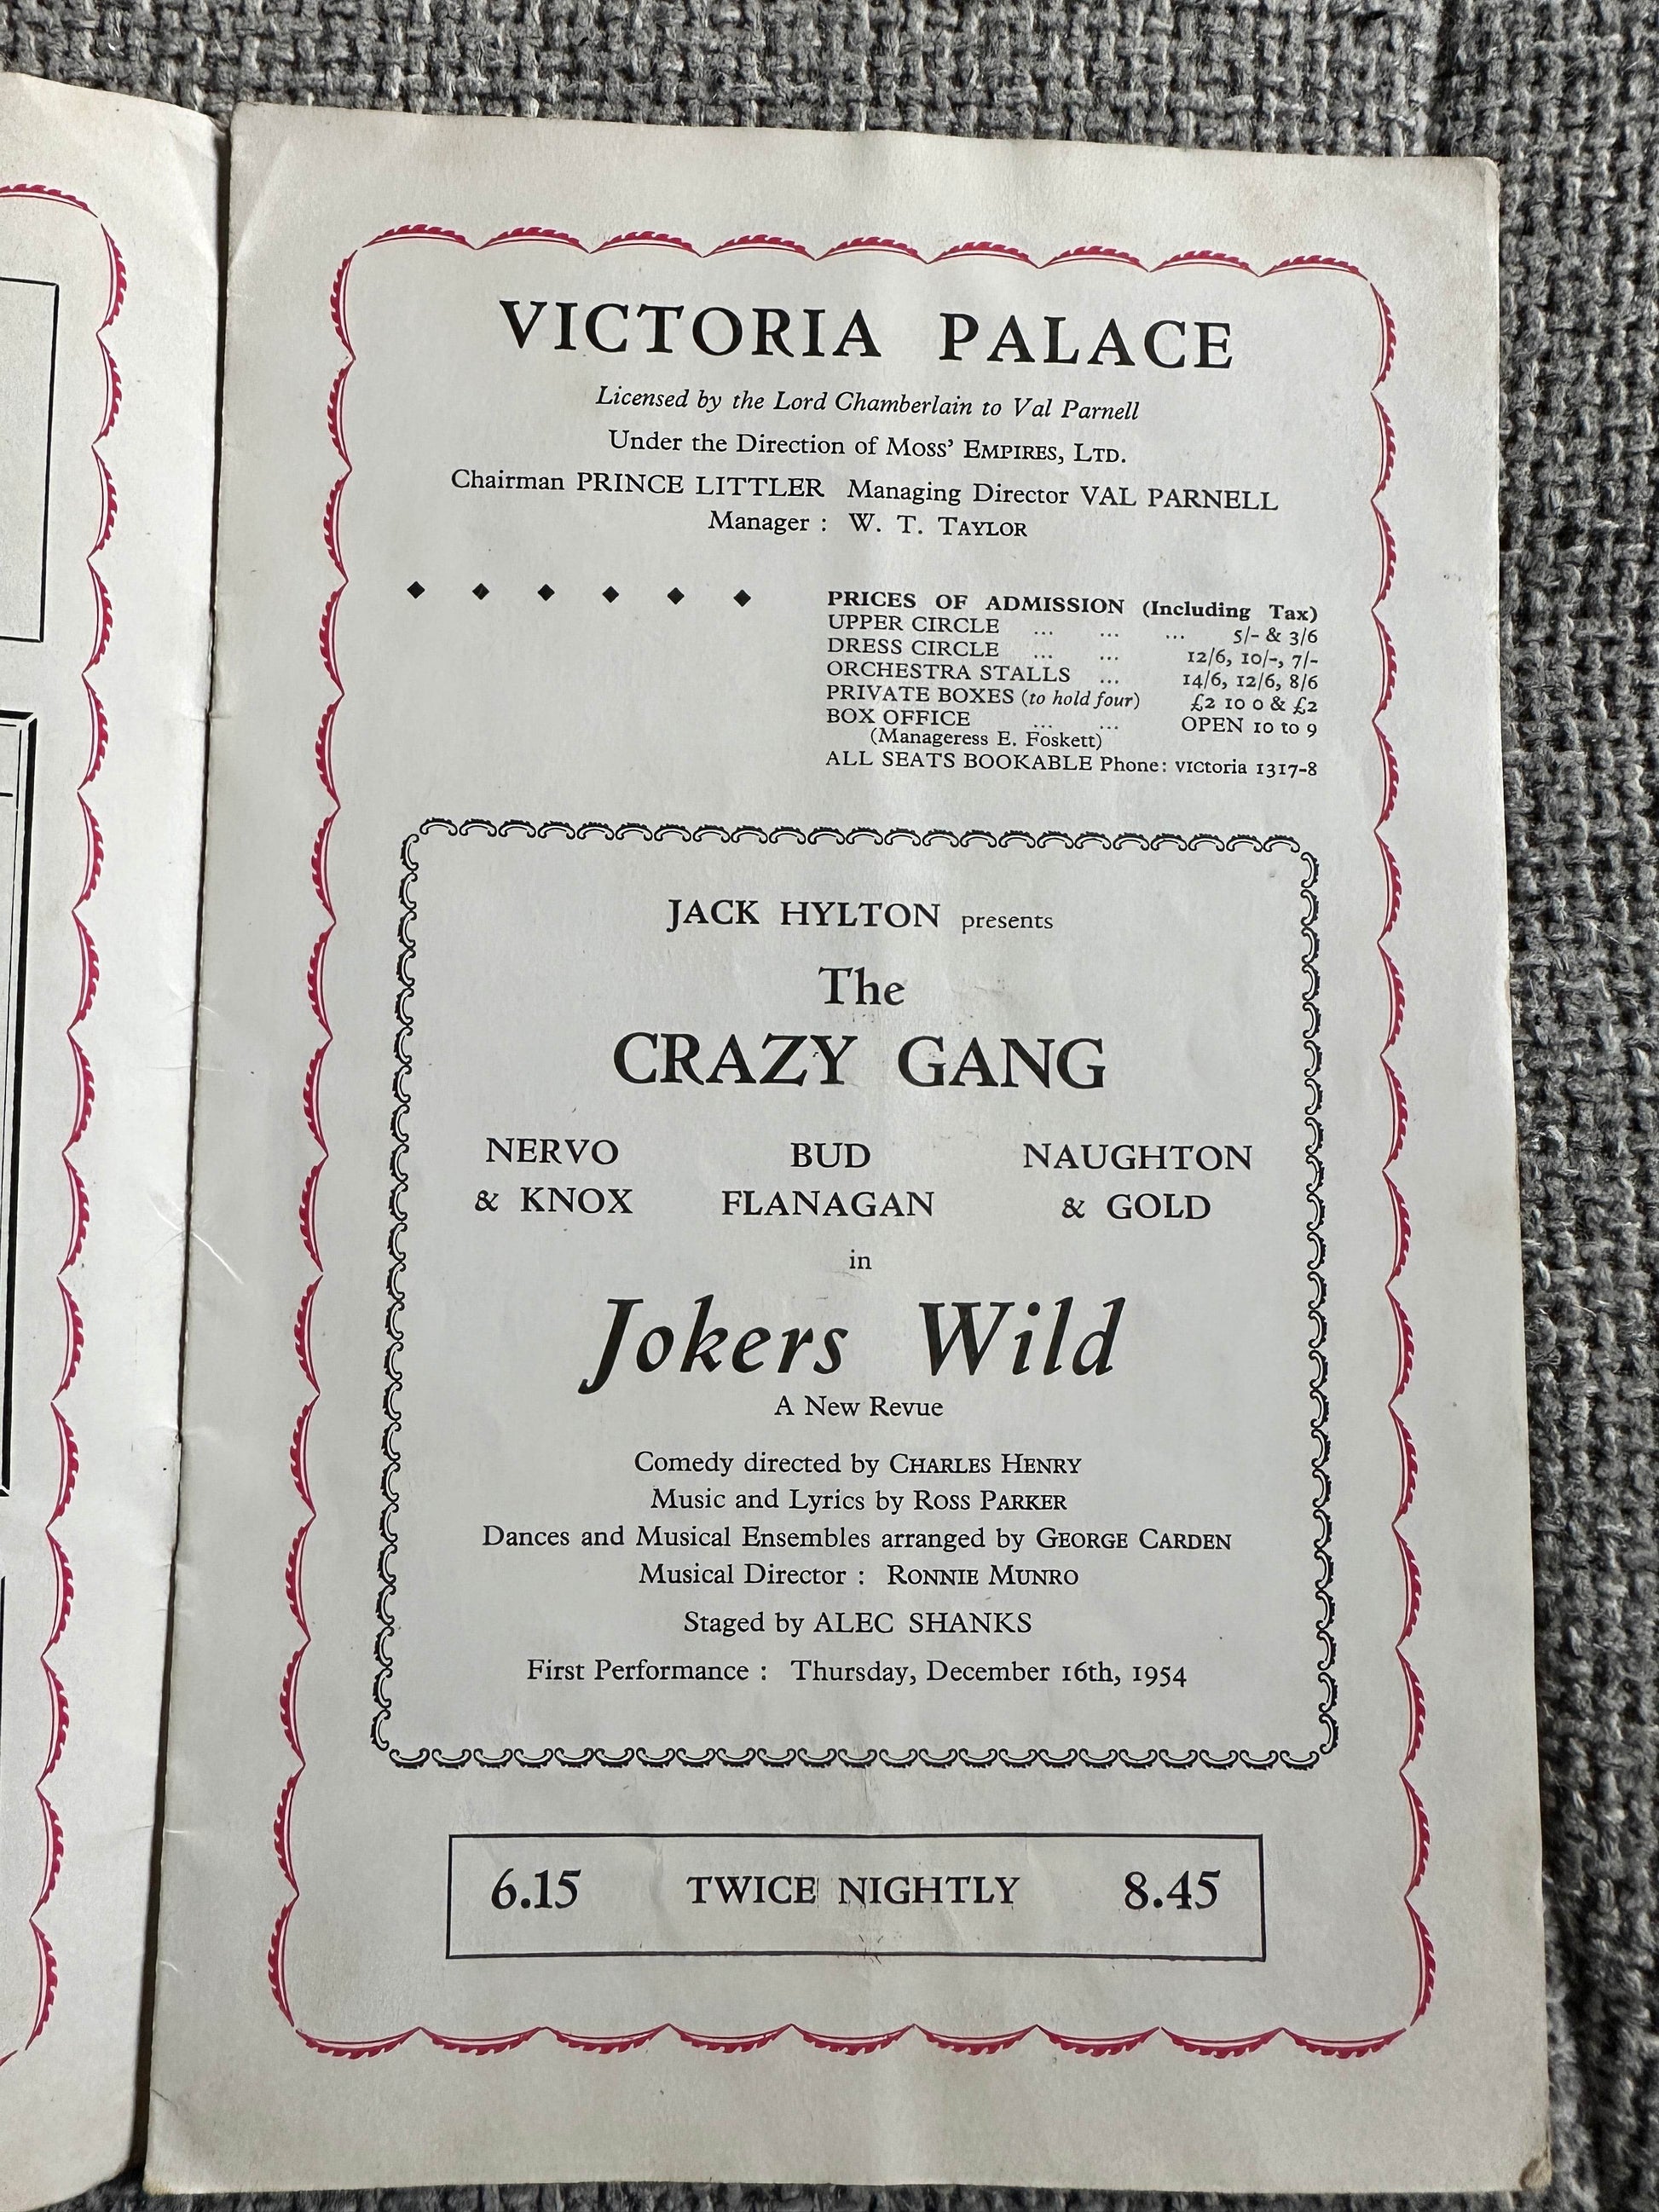 VICTORIA PALACE
Licensed by the Lord Chamberlain to Val Parnell
Under the Direction of Moss' Empires, Ltd.
Chairman PRINCE LITTLER Managing Director VAL PARNELL
Manager : W. T. Taylor
PRICES OF ADMISSION (Including Tax)
UPPER CIRCLE ... ... ... 5/- & 3/6
DRESS CIRCLE ... ... 12/6, 10/-, 7/-
ORCHESTRA STALLS ... 14/6, 12/6, 8/6
PRIVATE BOXES (to hold four) £2 10 0 & £2
BOX OFFICE ... ... OPEN 10 to 9
(Manageress E. Foskett)
ALL SEATS BOOKABLE Phone: VICtoria 1317-8
JACK HYLTON presents
The
CRAZY GANG
NERVO BUD NAUGHTON
& KNOX FLANAGAN & GOLD
in
Jokers Wild
A New Revue
Comedy directed by Charles Henry
Music and Lyrics by Ross Parker
Dances and Musical Ensembles arranged by George Carden
Musical Director : Ronnie Munro
Staged by ALEC SHANKS
First Performance : Thursday, December 16th, 1954
6.15 TWICE NIGHTLY 8.45